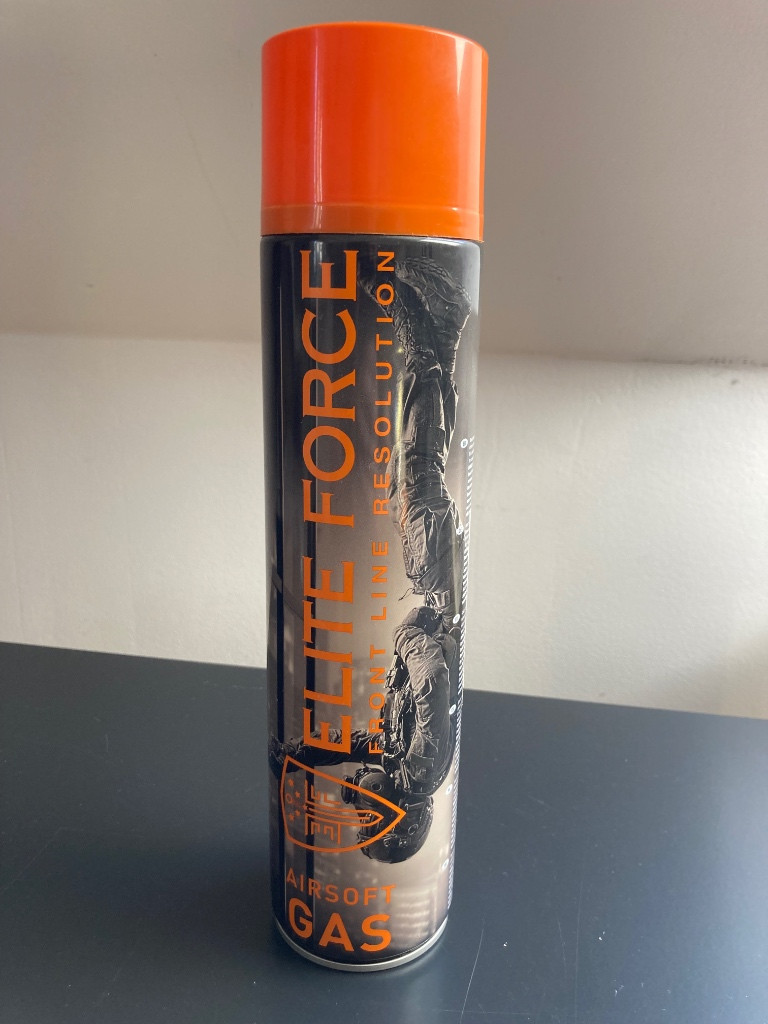 ELITE FORCE
FRONT LINE RESOLUTION
AIRSOFT
GAS